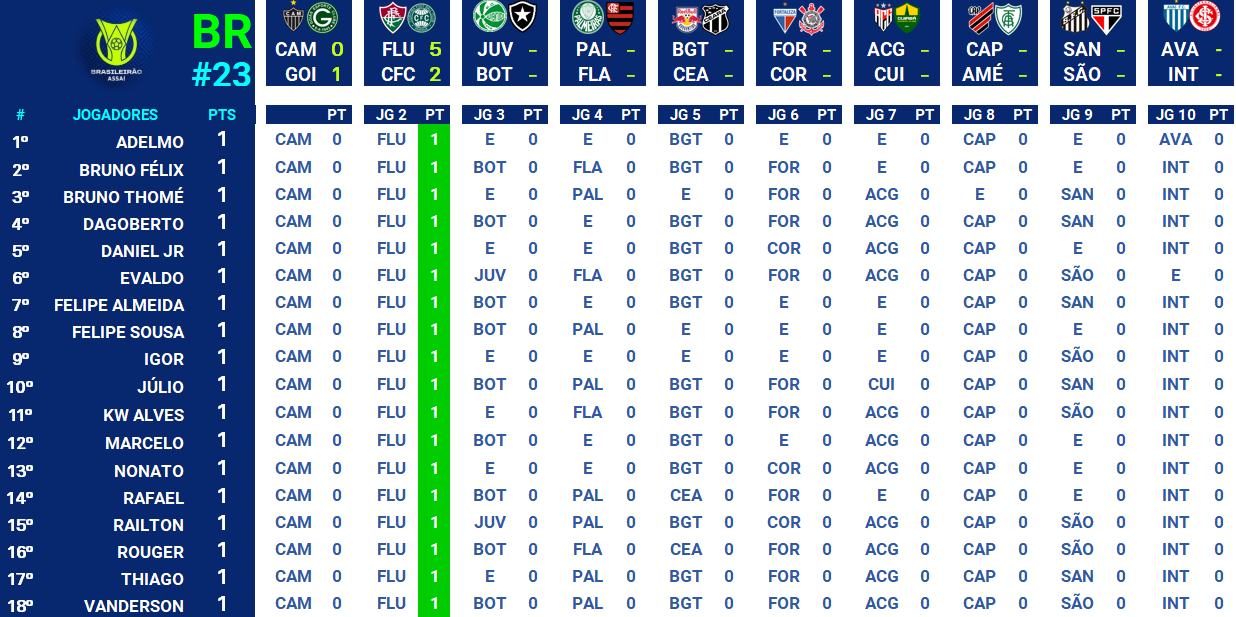 BR
#23
BRASILEIRÃO
ASSAÍ
CAM 0 FLU 5 JUV – PAL – BGT – FOR – ACG – CAP – SAN – AVA -
GOI 1 CFC 2 BOT – FLA – CEA – COR – CUI – AMÉ – SÃO – INT -
# JOGADORES PTS PT JG 2 PT JG 3 PT JG 4 PT JG 5 PT JG 6 PT JG 7 PT JG 8 PT JG 9 PT JG 10 PT
1º ADELMO 1 CAM 0 FLU 1 E 0 E 0 BGT 0 E 0 E 0 CAP 0 E 0 AVA 0
2º BRUNO FÉLIX 1 CAM 0 FLU 1 BOT 0 FLA 0 BGT 0 FOR 0 E 0 CAP 0 E 0 INT 0
3º BRUNO THOMÉ 1 CAM 0 FLU 1 E 0 PAL 0 E 0 FOR 0 ACG 0 E 0 SAN 0 INT 0
4º DAGOBERTO 1 CAM 0 FLU 1 BOT 0 E 0 BGT 0 FOR 0 ACG 0 CAP 0 SAN 0 INT 0
5º DANIEL JR 1 CAM 0 FLU 1 E 0 E 0 BGT 0 COR 0 ACG 0 CAP 0 E 0 INT 0
6º EVALDO 1 CAM 0 FLU 1 JUV 0 FLA 0 BGT 0 FOR 0 ACG 0 CAP 0 SÃO 0 E 0
7º FELIPE ALMEIDA 1 CAM 0 FLU 1 BOT 0 E 0 BGT 0 E 0 E 0 CAP 0 SAN 0 INT 0
8º FELIPE SOUSA 1 CAM 0 FLU 1 BOT 0 PAL 0 E 0 E 0 E 0 CAP 0 E 0 INT 0
9º IGOR 1 CAM 0 FLU 1 E 0 E 0 E 0 E 0 E 0 CAP 0 SÃO 0 INT 0
10º JÚLIO 1 CAM 0 FLU 1 BOT 0 PAL 0 BGT 0 FOR 0 CUI 0 CAP 0 SAN 0 INT 0
11º KW ALVES 1 CAM 0 FLU 1 E 0 FLA 0 BGT 0 FOR 0 ACG 0 CAP 0 SÃO 0 INT 0
12º MARCELO 1 CAM 0 FLU 1 BOT 0 E 0 BGT 0 E 0 ACG 0 CAP 0 E 0 INT 0
13º NONATO 1 CAM 0 FLU 1 E 0 E 0 BGT 0 COR 0 ACG 0 CAP 0 E 0 INT 0
14º RAFAEL 1 CAM 0 FLU 1 BOT 0 PAL 0 CEA 0 FOR 0 E 0 CAP 0 E 0 INT 0
15º RAILTON 1 CAM 0 FLU 1 JUV 0 PAL 0 BGT 0 COR 0 ACG 0 CAP 0 SÃO 0 INT 0
16º ROUGER 1 CAM 0 FLU 1 BOT 0 FLA 0 CEA 0 FOR 0 ACG 0 CAP 0 SÃO 0 INT 0
17º THIAGO 1 CAM 0 FLU 1 E 0 PAL 0 BGT 0 FOR 0 ACG 0 CAP 0 SAN 0 INT 0
18º VANDERSON 1 CAM 0 FLU 1 BOT 0 PAL 0 BGT 0 FOR 0 ACG 0 CAP 0 SÃO 0 INT 0